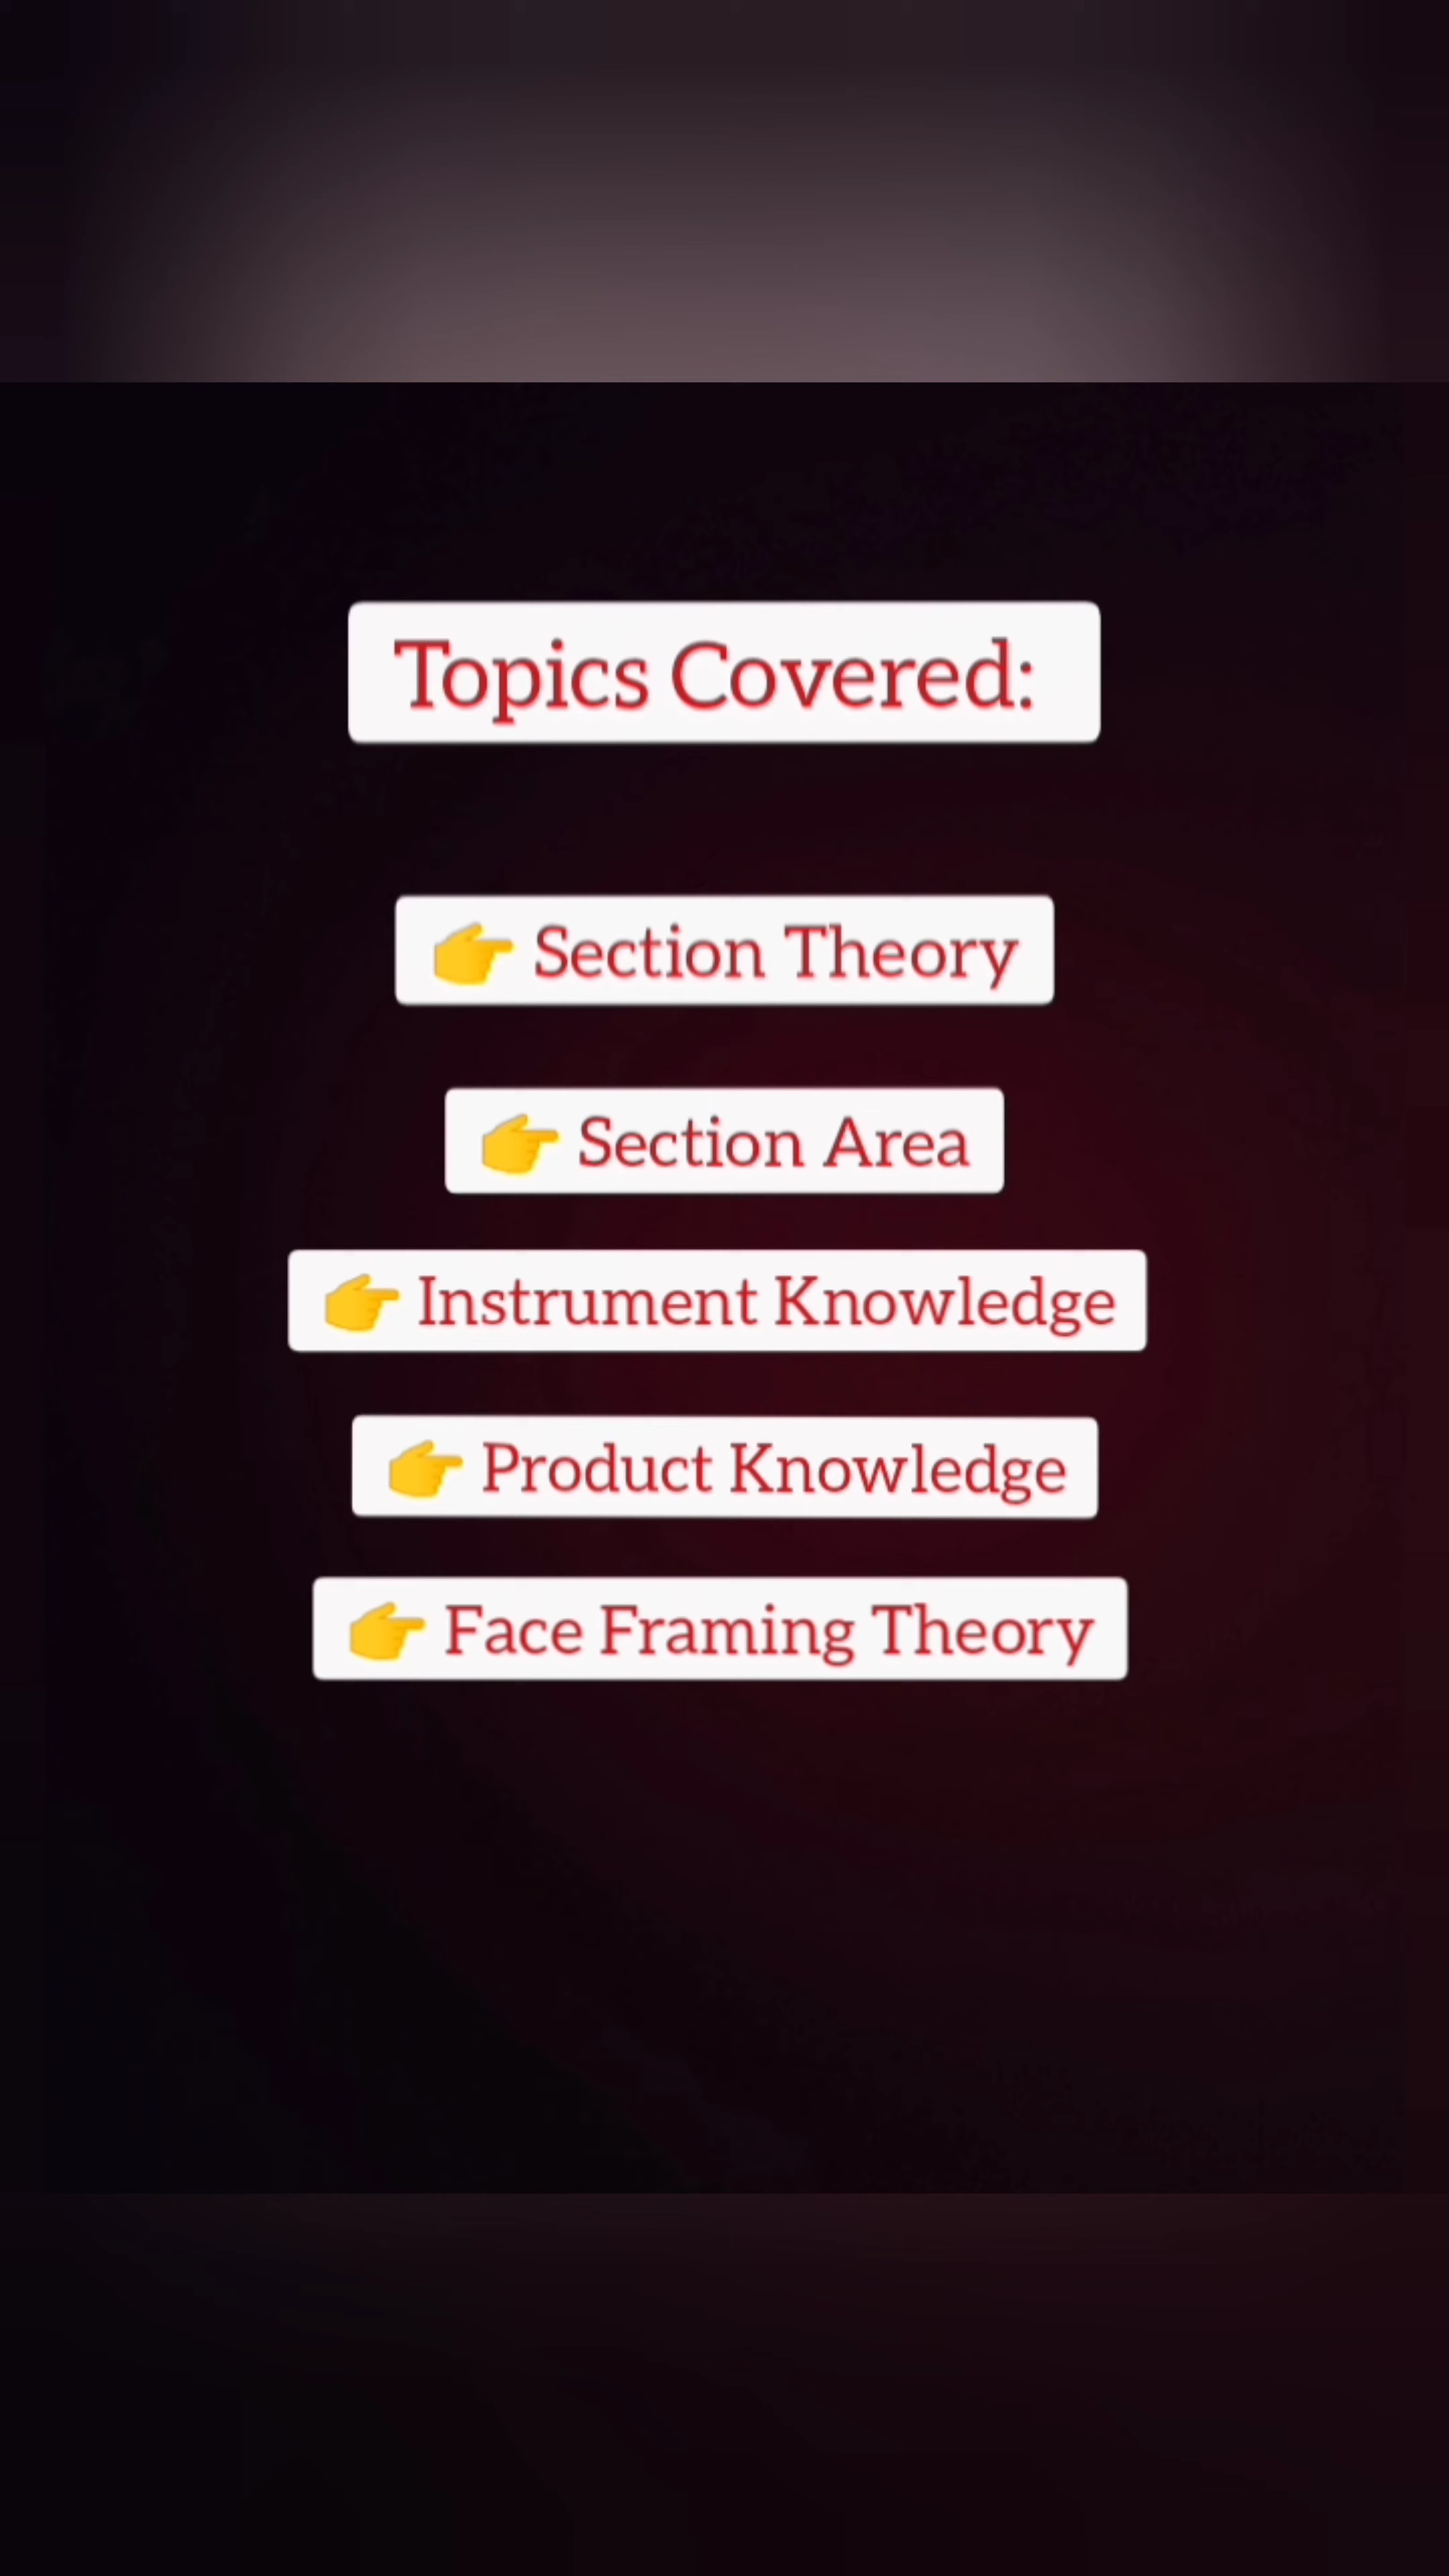 Topics Covered:
👉 Section Theory
👉 Section Area
👉 Instrument Knowledge
👉 Product Knowledge
👉 Face Framing Theory